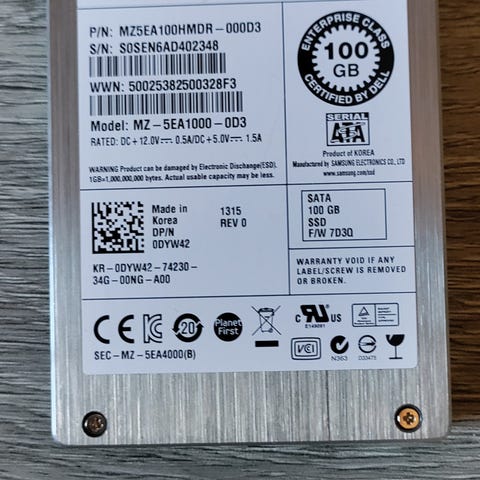 P/N: MZ5EA100HMDR-000D3
S/N: S0SEN6AD402348
WWN: 50025382500328F3
Model: MZ-5EA1000-0D3
RATED: DC+12.0V⎓ 0.5A/DC+5.0V⎓ 1.5A
ENTERPRISE CLASS
100
GB
CERTIFIED BY DELL
SERIAL
ATA
Product of KOREA
Manufactured by SAMSUNG ELECTRONICS CO., LTD
www.samsung.com/ssd
WARNING Product can be damaged by Electronic Discharge(ESD).
1GB=1,000,000,000 bytes. Actual usable capacity may be less.
Made in
Korea
DP/N
0DYW42
1315
REV 0
SATA
100 GB
SSD
F/W 7D3Q
KR-0DYW42-74230-
34G-00NG-A00
WARRANTY VOID IF ANY
LABEL/SCREW IS REMOVED
OR BROKEN.
CE
20
Planet
First
C US
E149091
SEC-MZ-5EA4000(B)
VCI
N363
D33475